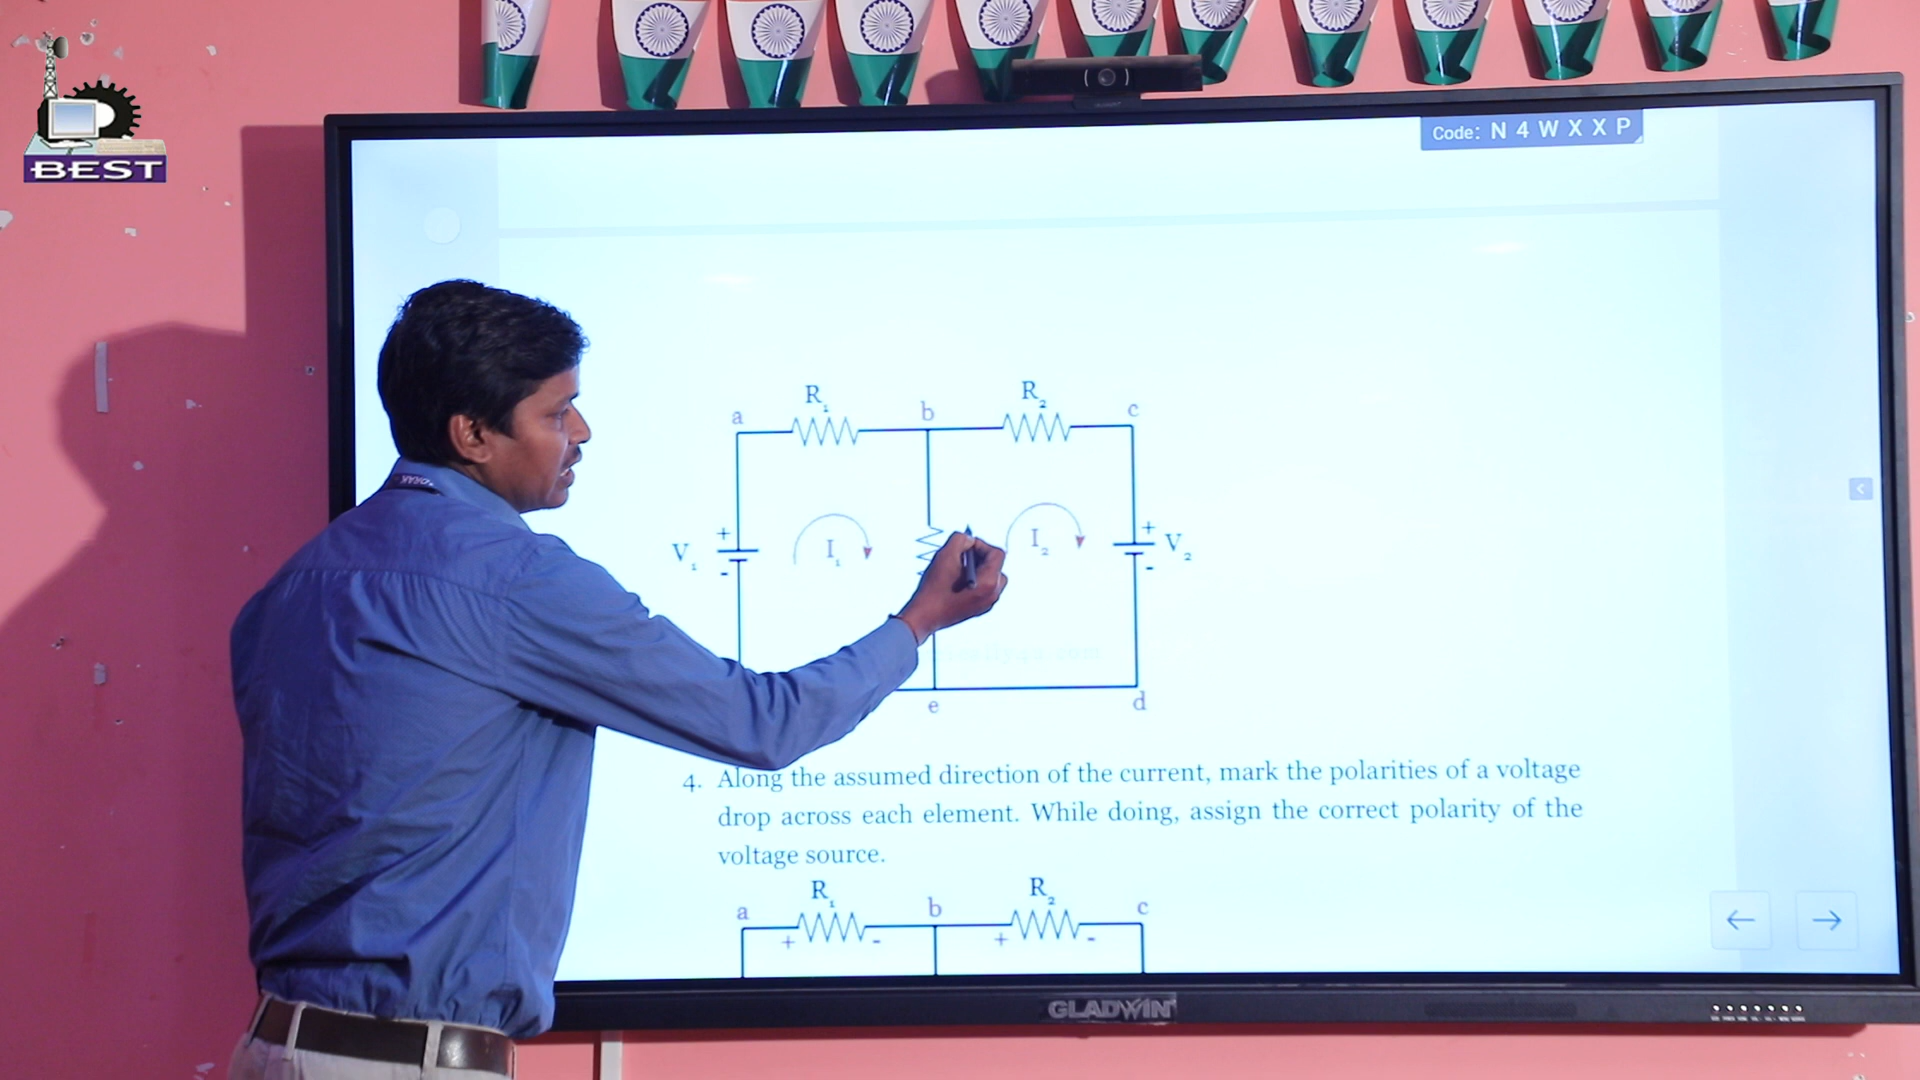 BEST
Code: N 4 W X X P
R₁ R₂
a b c
+ +
V₁ I₁ I₂ V₂
- -
e d
4. Along the assumed direction of the current, mark the polarities of a voltage
drop across each element. While doing, assign the correct polarity of the
voltage source.
R₁ R₂
a b c
+ - + -
GLADWIN